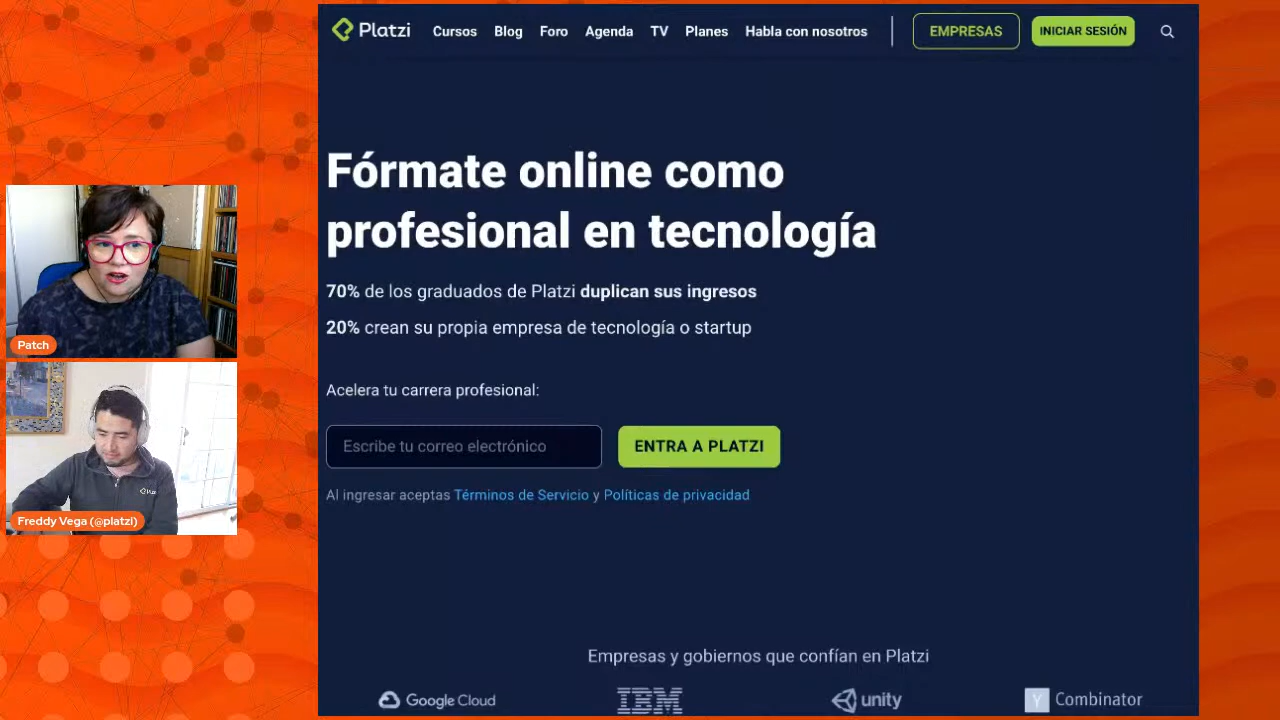 Platzi
Cursos Blog Foro Agenda TV Planes Habla con nosotros
EMPRESAS
INICIAR SESIÓN
Fórmate online como
profesional en tecnología
70% de los graduados de Platzi duplican sus ingresos
20% crean su propia empresa de tecnología o startup
Acelera tu carrera profesional:
Escribe tu correo electrónico
ENTRA A PLATZI
Al ingresar aceptas Términos de Servicio y Políticas de privacidad
Empresas y gobiernos que confían en Platzi
Google Cloud
IBM
unity
Y Combinator
Patch
Freddy Vega (@platzi)